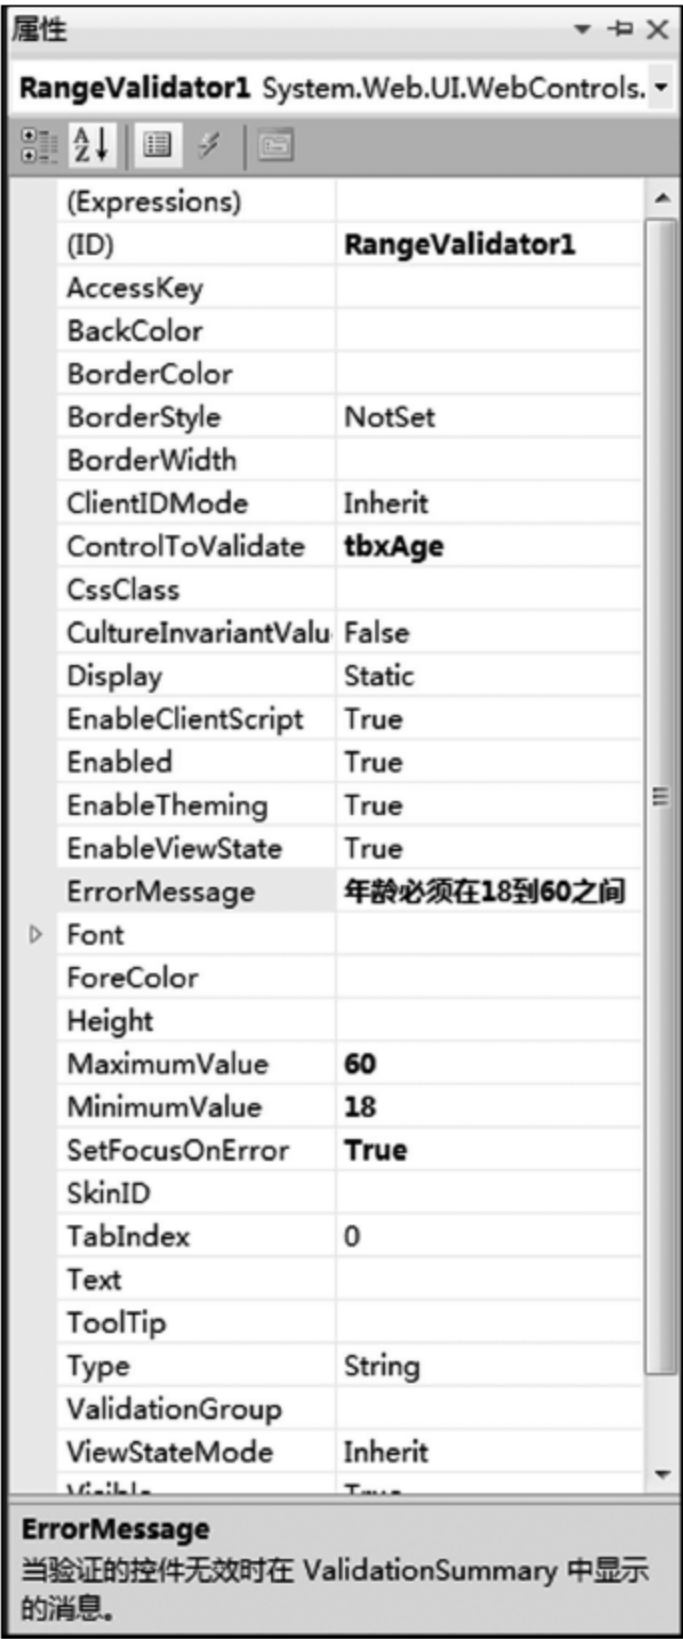 属性
RangeValidator1 System.Web.UI.WebControls.
(Expressions)
(ID) RangeValidator1
AccessKey
BackColor
BorderColor
BorderStyle NotSet
BorderWidth
ClientIDMode Inherit
ControlToValidate tbxAge
CssClass
CultureInvariantValu False
Display Static
EnableClientScript True
Enabled True
EnableTheming True
EnableViewState True
ErrorMessage 年龄必须在18到60之间
Font
ForeColor
Height
MaximumValue 60
MinimumValue 18
SetFocusOnError True
SkinID
TabIndex 0
Text
ToolTip
Type String
ValidationGroup
ViewStateMode Inherit
Visible True
ErrorMessage
当验证的控件无效时在 ValidationSummary 中显示
的消息。